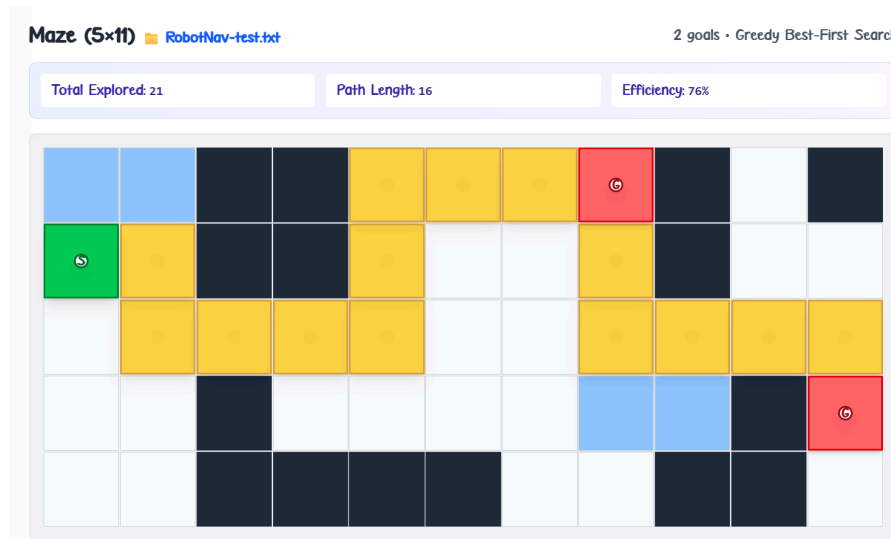 Maze (5×11) RobotNav-test.txt
2 goals • Greedy Best-First Searc
Total Explored: 21
Path Length: 16
Efficiency: 76%
G
S
G